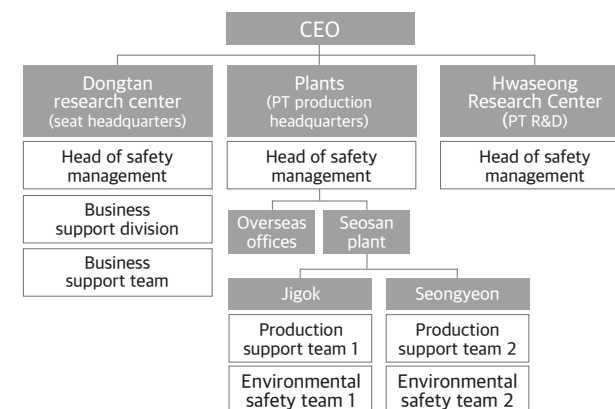 CEO
Dongtan
research center
(seat headquarters)
Head of safety
management
Business
support division
Business
support team
Plants
(PT production
headquarters)
Head of safety
management
Overseas
offices
Seosan
plant
Jigok
Production
support team 1
Environmental
safety team 1
Seongyeon
Production
support team 2
Environmental
safety team 2
Hwaseong
Research Center
(PT R&D)
Head of safety
management